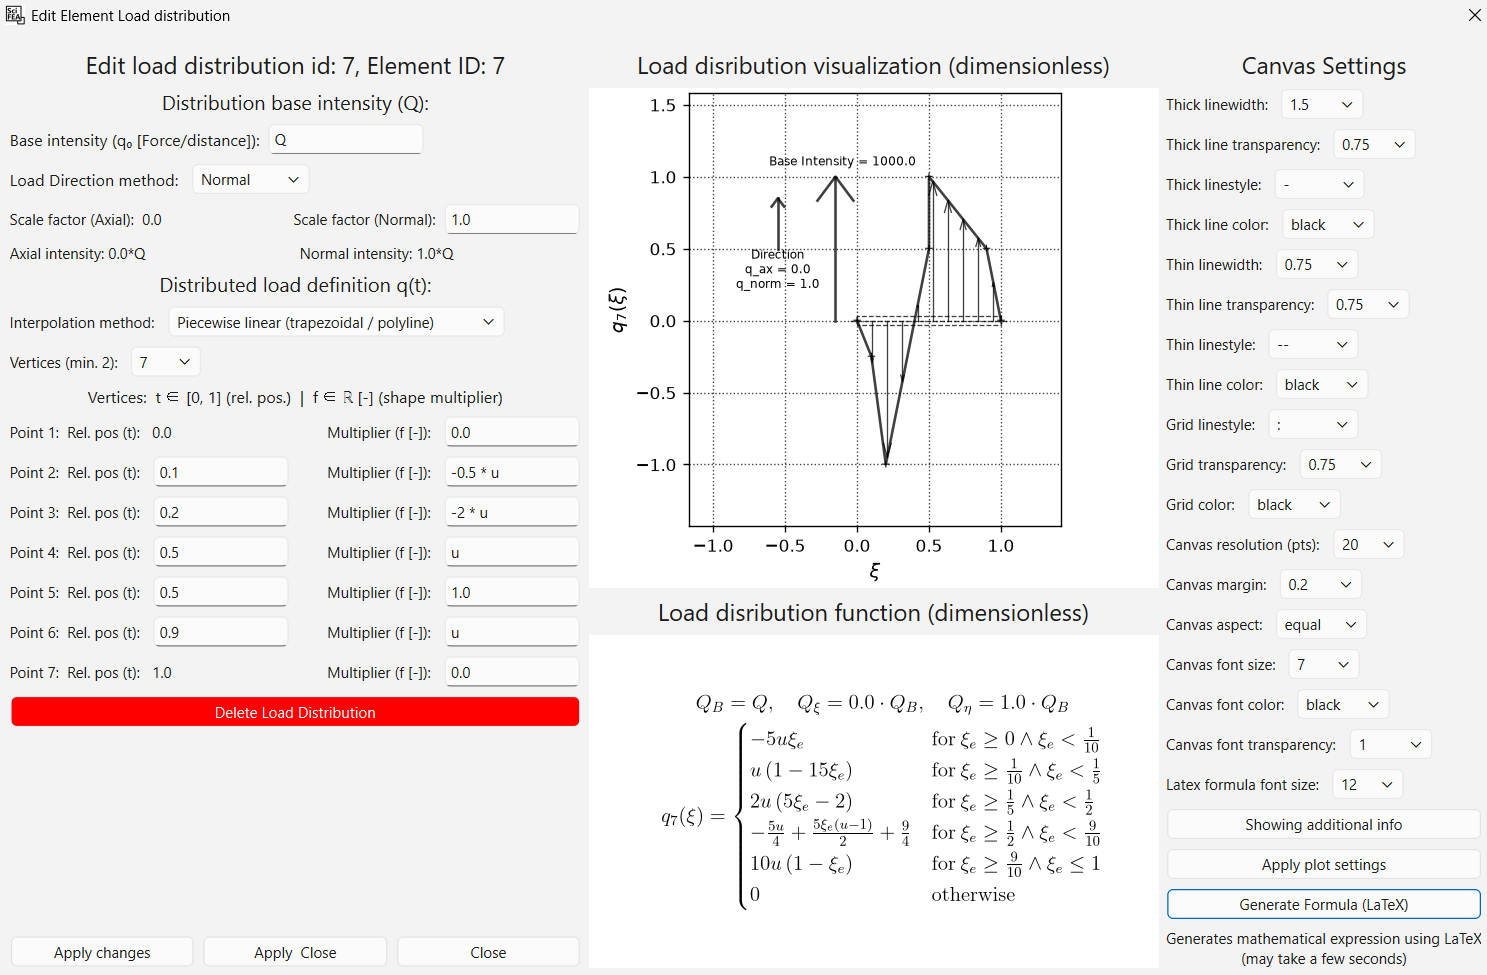 Sci FEA Edit Element Load distribution
Edit load distribution id: 7, Element ID: 7
Distribution base intensity (Q):
Base intensity (q₀ [Force/distance]): Q
Load Direction method: Normal
Scale factor (Axial): 0.0 Scale factor (Normal): 1.0
Axial intensity: 0.0*Q Normal intensity: 1.0*Q
Distributed load definition q(t):
Interpolation method: Piecewise linear (trapezoidal / polyline)
Vertices (min. 2): 7
Vertices: t ∈ [0, 1] (rel. pos.) | f ∈ ℝ [-] (shape multiplier)
Point 1: Rel. pos (t): 0.0 Multiplier (f [-]): 0.0
Point 2: Rel. pos (t): 0.1 Multiplier (f [-]): -0.5 * u
Point 3: Rel. pos (t): 0.2 Multiplier (f [-]): -2 * u
Point 4: Rel. pos (t): 0.5 Multiplier (f [-]): u
Point 5: Rel. pos (t): 0.5 Multiplier (f [-]): 1.0
Point 6: Rel. pos (t): 0.9 Multiplier (f [-]): u
Point 7: Rel. pos (t): 1.0 Multiplier (f [-]): 0.0
Delete Load Distribution
Apply changes Apply Close Close
Load disribution visualization (dimensionless)
1.5
1.0
0.5
0.0
−0.5
−1.0
q₇(ξ)
Base Intensity = 1000.0
Direction
q_ax = 0.0
q_norm = 1.0
−1.0 −0.5 0.0 0.5 1.0
ξ
Load disribution function (dimensionless)
Q_B = Q, Q_ξ = 0.0 · Q_B, Q_η = 1.0 · Q_B
q₇(ξ) =
−5uξ_e for ξ_e ≥ 0 ∧ ξ_e < 1/10
u (1 − 15ξ_e) for ξ_e ≥ 1/10 ∧ ξ_e < 1/5
2u (5ξ_e − 2) for ξ_e ≥ 1/5 ∧ ξ_e < 1/2
−5u/4 + 5ξ_e(u−1)/2 + 9/4 for ξ_e ≥ 1/2 ∧ ξ_e < 9/10
10u (1 − ξ_e) for ξ_e ≥ 9/10 ∧ ξ_e ≤ 1
0 otherwise
Canvas Settings
Thick linewidth: 1.5
Thick line transparency: 0.75
Thick linestyle: -
Thick line color: black
Thin linewidth: 0.75
Thin line transparency: 0.75
Thin linestyle: --
Thin line color: black
Grid linestyle: :
Grid transparency: 0.75
Grid color: black
Canvas resolution (pts): 20
Canvas margin: 0.2
Canvas aspect: equal
Canvas font size: 7
Canvas font color: black
Canvas font transparency: 1
Latex formula font size: 12
Showing additional info
Apply plot settings
Generate Formula (LaTeX)
Generates mathematical expression using LaTeX
(may take a few seconds)